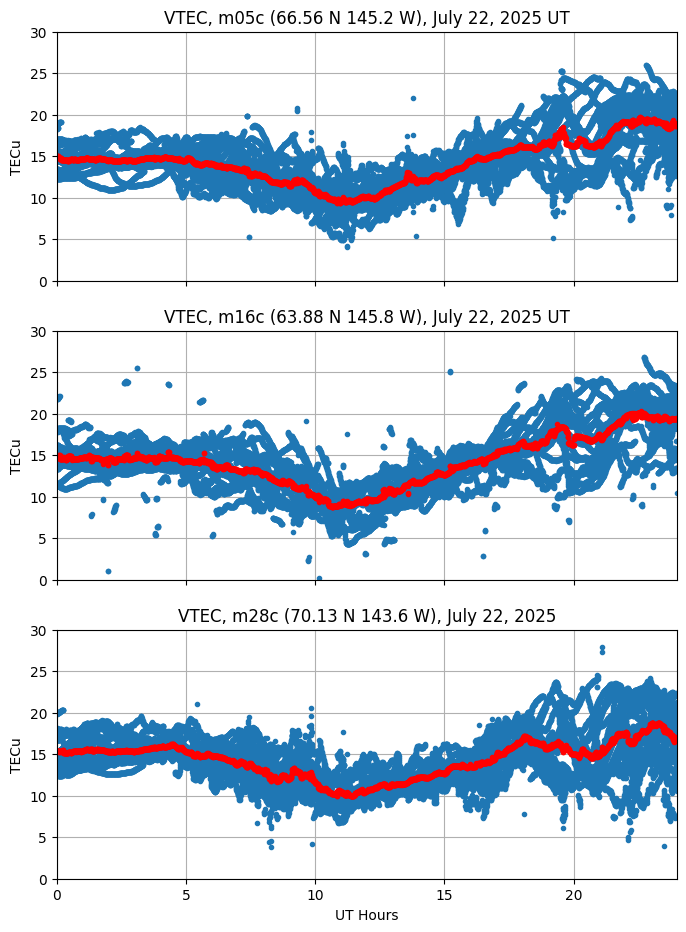 VTEC, m05c (66.56 N 145.2 W), July 22, 2025 UT
30
25
20
15
10
5
0
TECu
VTEC, m16c (63.88 N 145.8 W), July 22, 2025 UT
30
25
20
15
10
5
0
TECu
VTEC, m28c (70.13 N 143.6 W), July 22, 2025
30
25
20
15
10
5
0
TECu
0 5 10 15 20
UT Hours